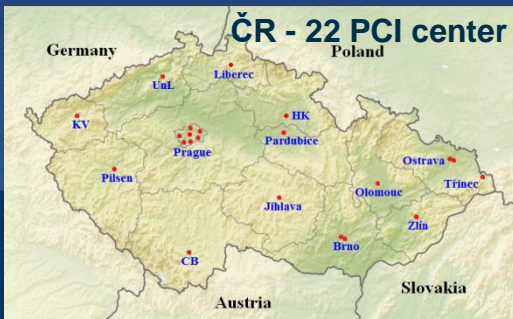 ČR - 22 PCI center
Germany
Poland
Liberec
UnL
KV
HK
Pardubice
Prague
Ostrava
Pilsen
Třinec
Olomouc
Jihlava
Zlín
Brno
CB
Slovakia
Austria